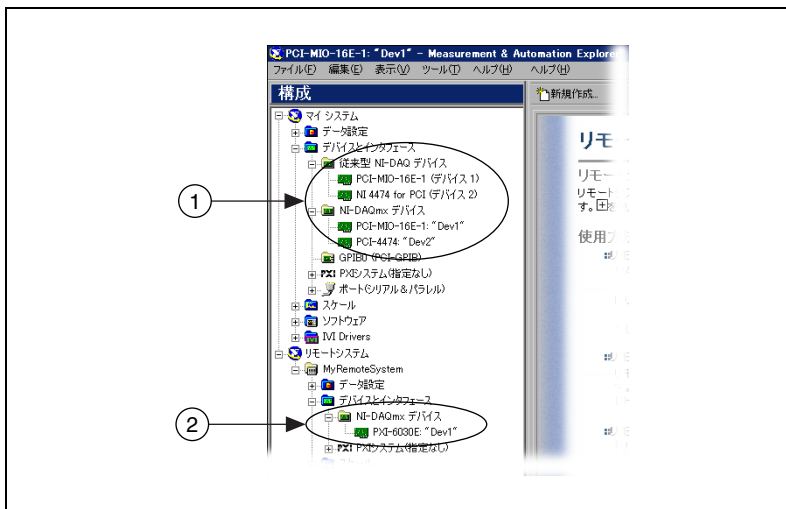 PCI-MIO-16E-1: "Dev1" - Measurement & Automation Explorer
ファイル(F) 編集(E) 表示(V) ツール(T) ヘルプ(H) ヘルプ(H)
構成
新規作成...
マイ システム
データ設定
デバイスとインタフェース
従来型 NI-DAQ デバイス
PCI-MIO-16E-1 (デバイス 1)
NI 4474 for PCI (デバイス 2)
NI-DAQmx デバイス
PCI-MIO-16E-1: "Dev1"
PCI-4474: "Dev2"
GPIB0 (PCI-GPIB)
PXI PXIシステム(指定なし)
ポート(シリアル & パラレル)
スケール
ソフトウェア
IVI Drivers
リモートシステム
MyRemoteSystem
データ設定
デバイスとインタフェース
NI-DAQmx デバイス
PXI-6030E: "Dev1"
PXI PXIシステム(指定なし)
1
2
リモ
リモー
リモート
す。
使用